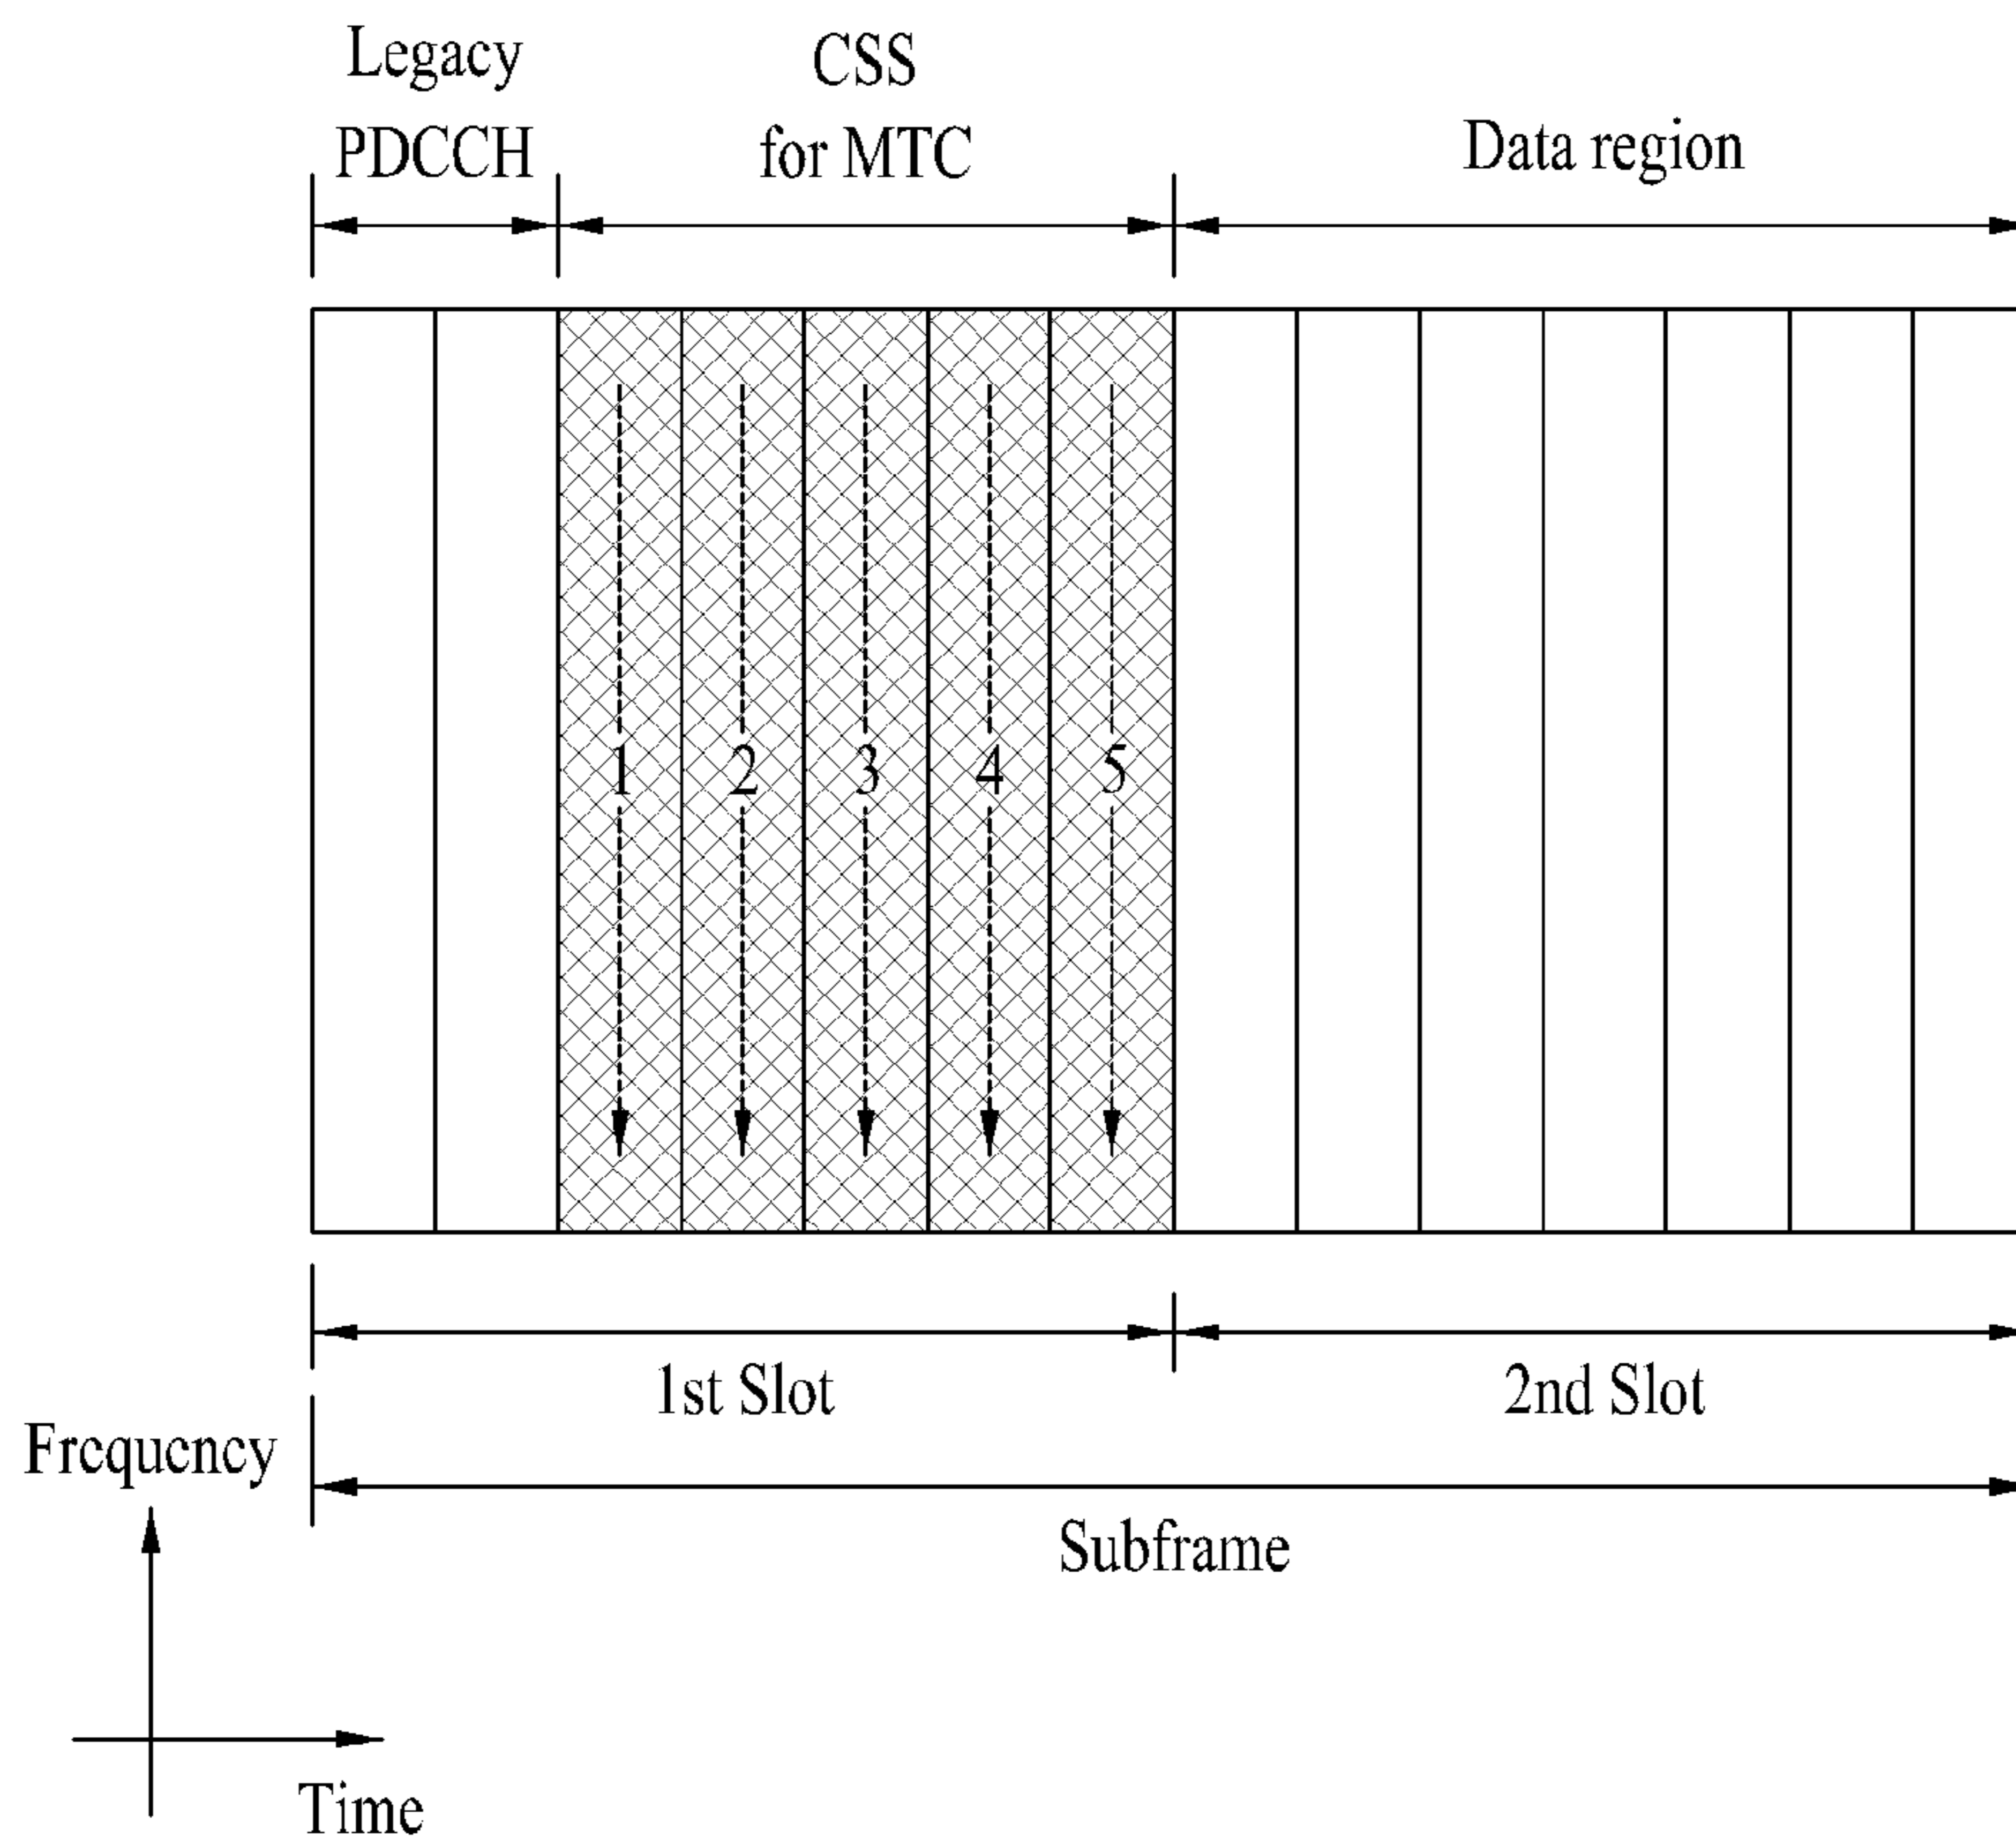 Legacy
PDCCH
CSS
for MTC
Data region
1 2 3 4 5
1st Slot
2nd Slot
Subframe
Frequency
Time